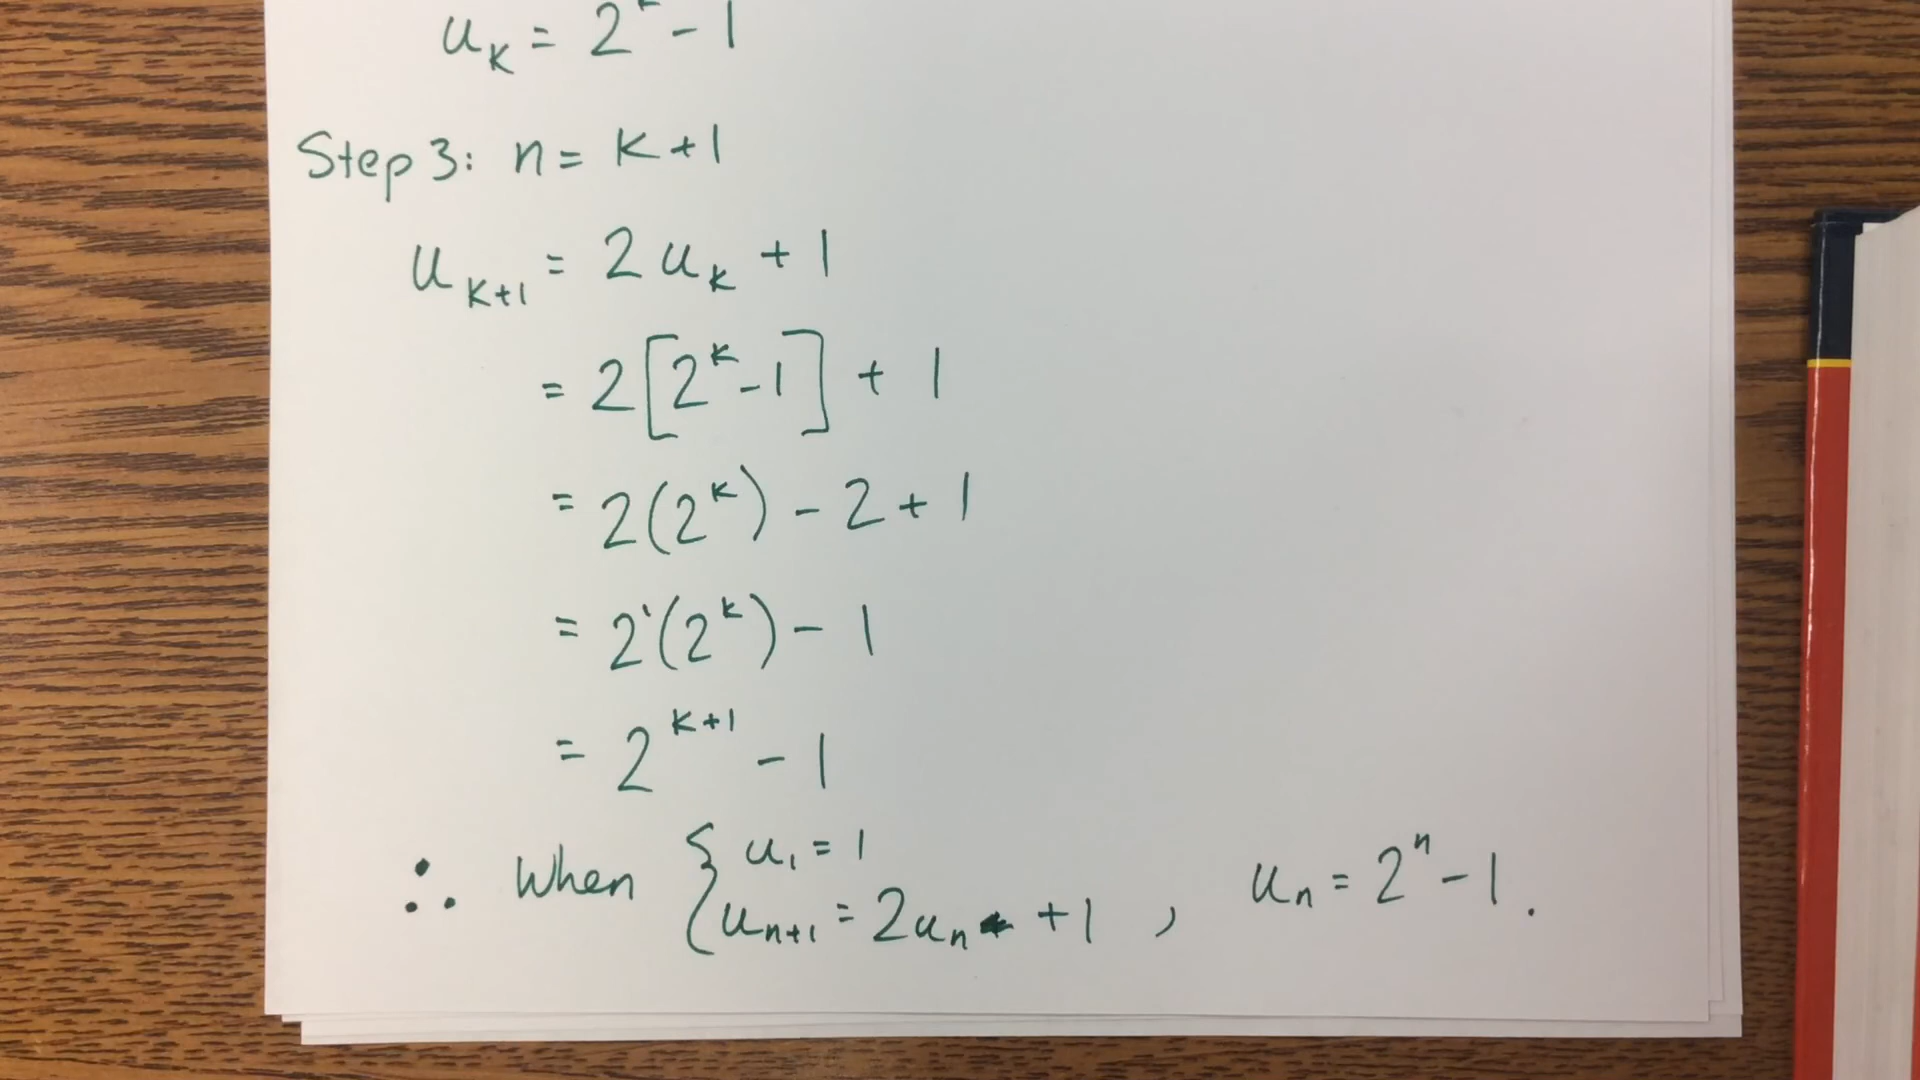 u_k = 2^k - 1
Step 3: n = k+1
u_{k+1} = 2u_k + 1
= 2[2^k - 1] + 1
= 2(2^k) - 2 + 1
= 2^1(2^k) - 1
= 2^{k+1} - 1
∴ When { u_1 = 1
u_{n+1} = 2u_n + 1 , u_n = 2^n - 1.